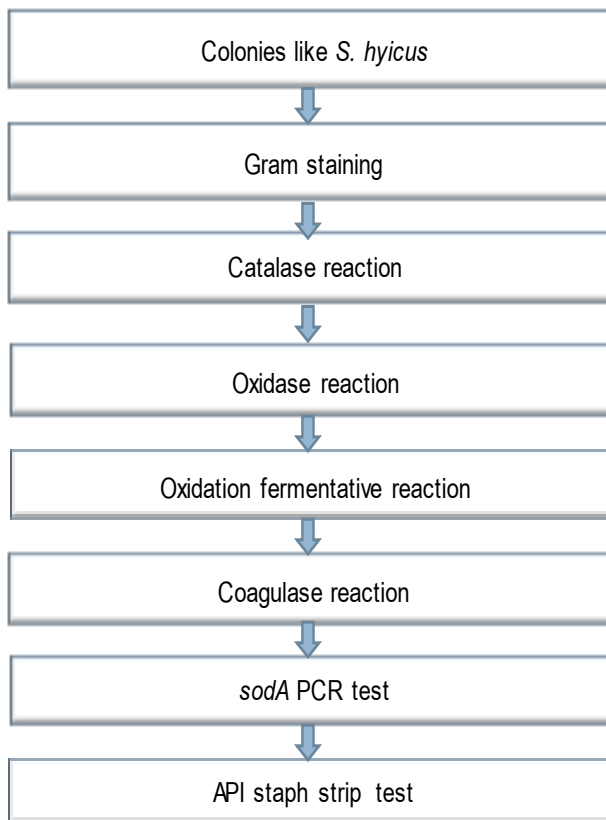 Colonies like S. hyicus
Gram staining
Catalase reaction
Oxidase reaction
Oxidation fermentative reaction
Coagulase reaction
sodA PCR test
API staph strip test